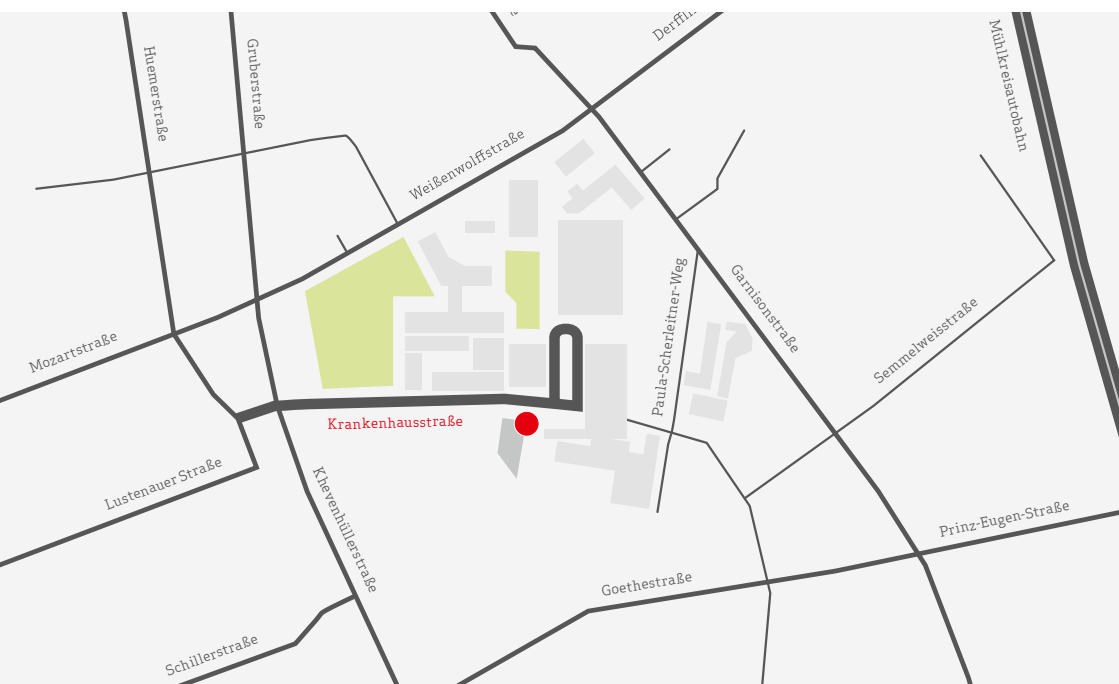 Huemerstraße
Gruberstraße
Weißenwolffstraße
Mühlkreisautobahn
Mozartstraße
Paula-Scherleitner-Weg
Garnisonstraße
Semmelweisstraße
Krankenhausstraße
Lustenauer Straße
Khevenhüllerstraße
Prinz-Eugen-Straße
Goethestraße
Schillerstraße